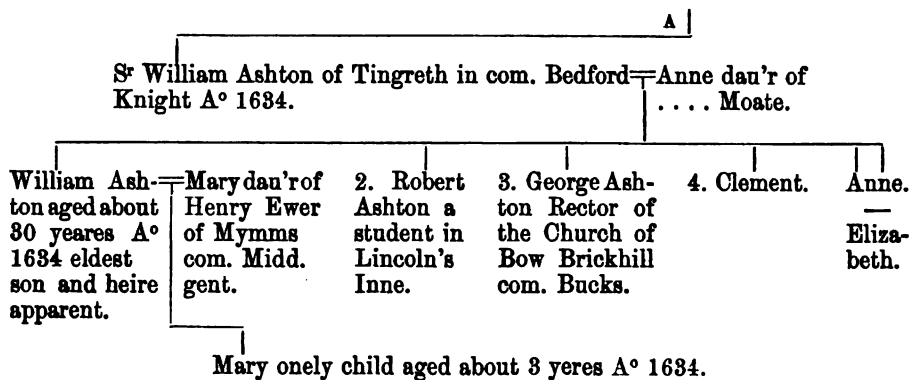 A
Sr William Ashton of Tingreth in com. Bedford=Anne dau'r of
Knight Ao 1634. .... Moate.
William Ash-
ton aged about
30 yeares Ao
1634 eldest
son and heire
apparent.
=Mary dau'r of
Henry Ewer
of Mymms
com. Midd.
gent.
2. Robert
Ashton a
student in
Lincoln's
Inne.
3. George Ash-
ton Rector of
the Church of
Bow Brickhill
com. Bucks.
4. Clement.
Anne.
—
Eliza-
beth.
Mary onely child aged about 3 yeres Ao 1634.